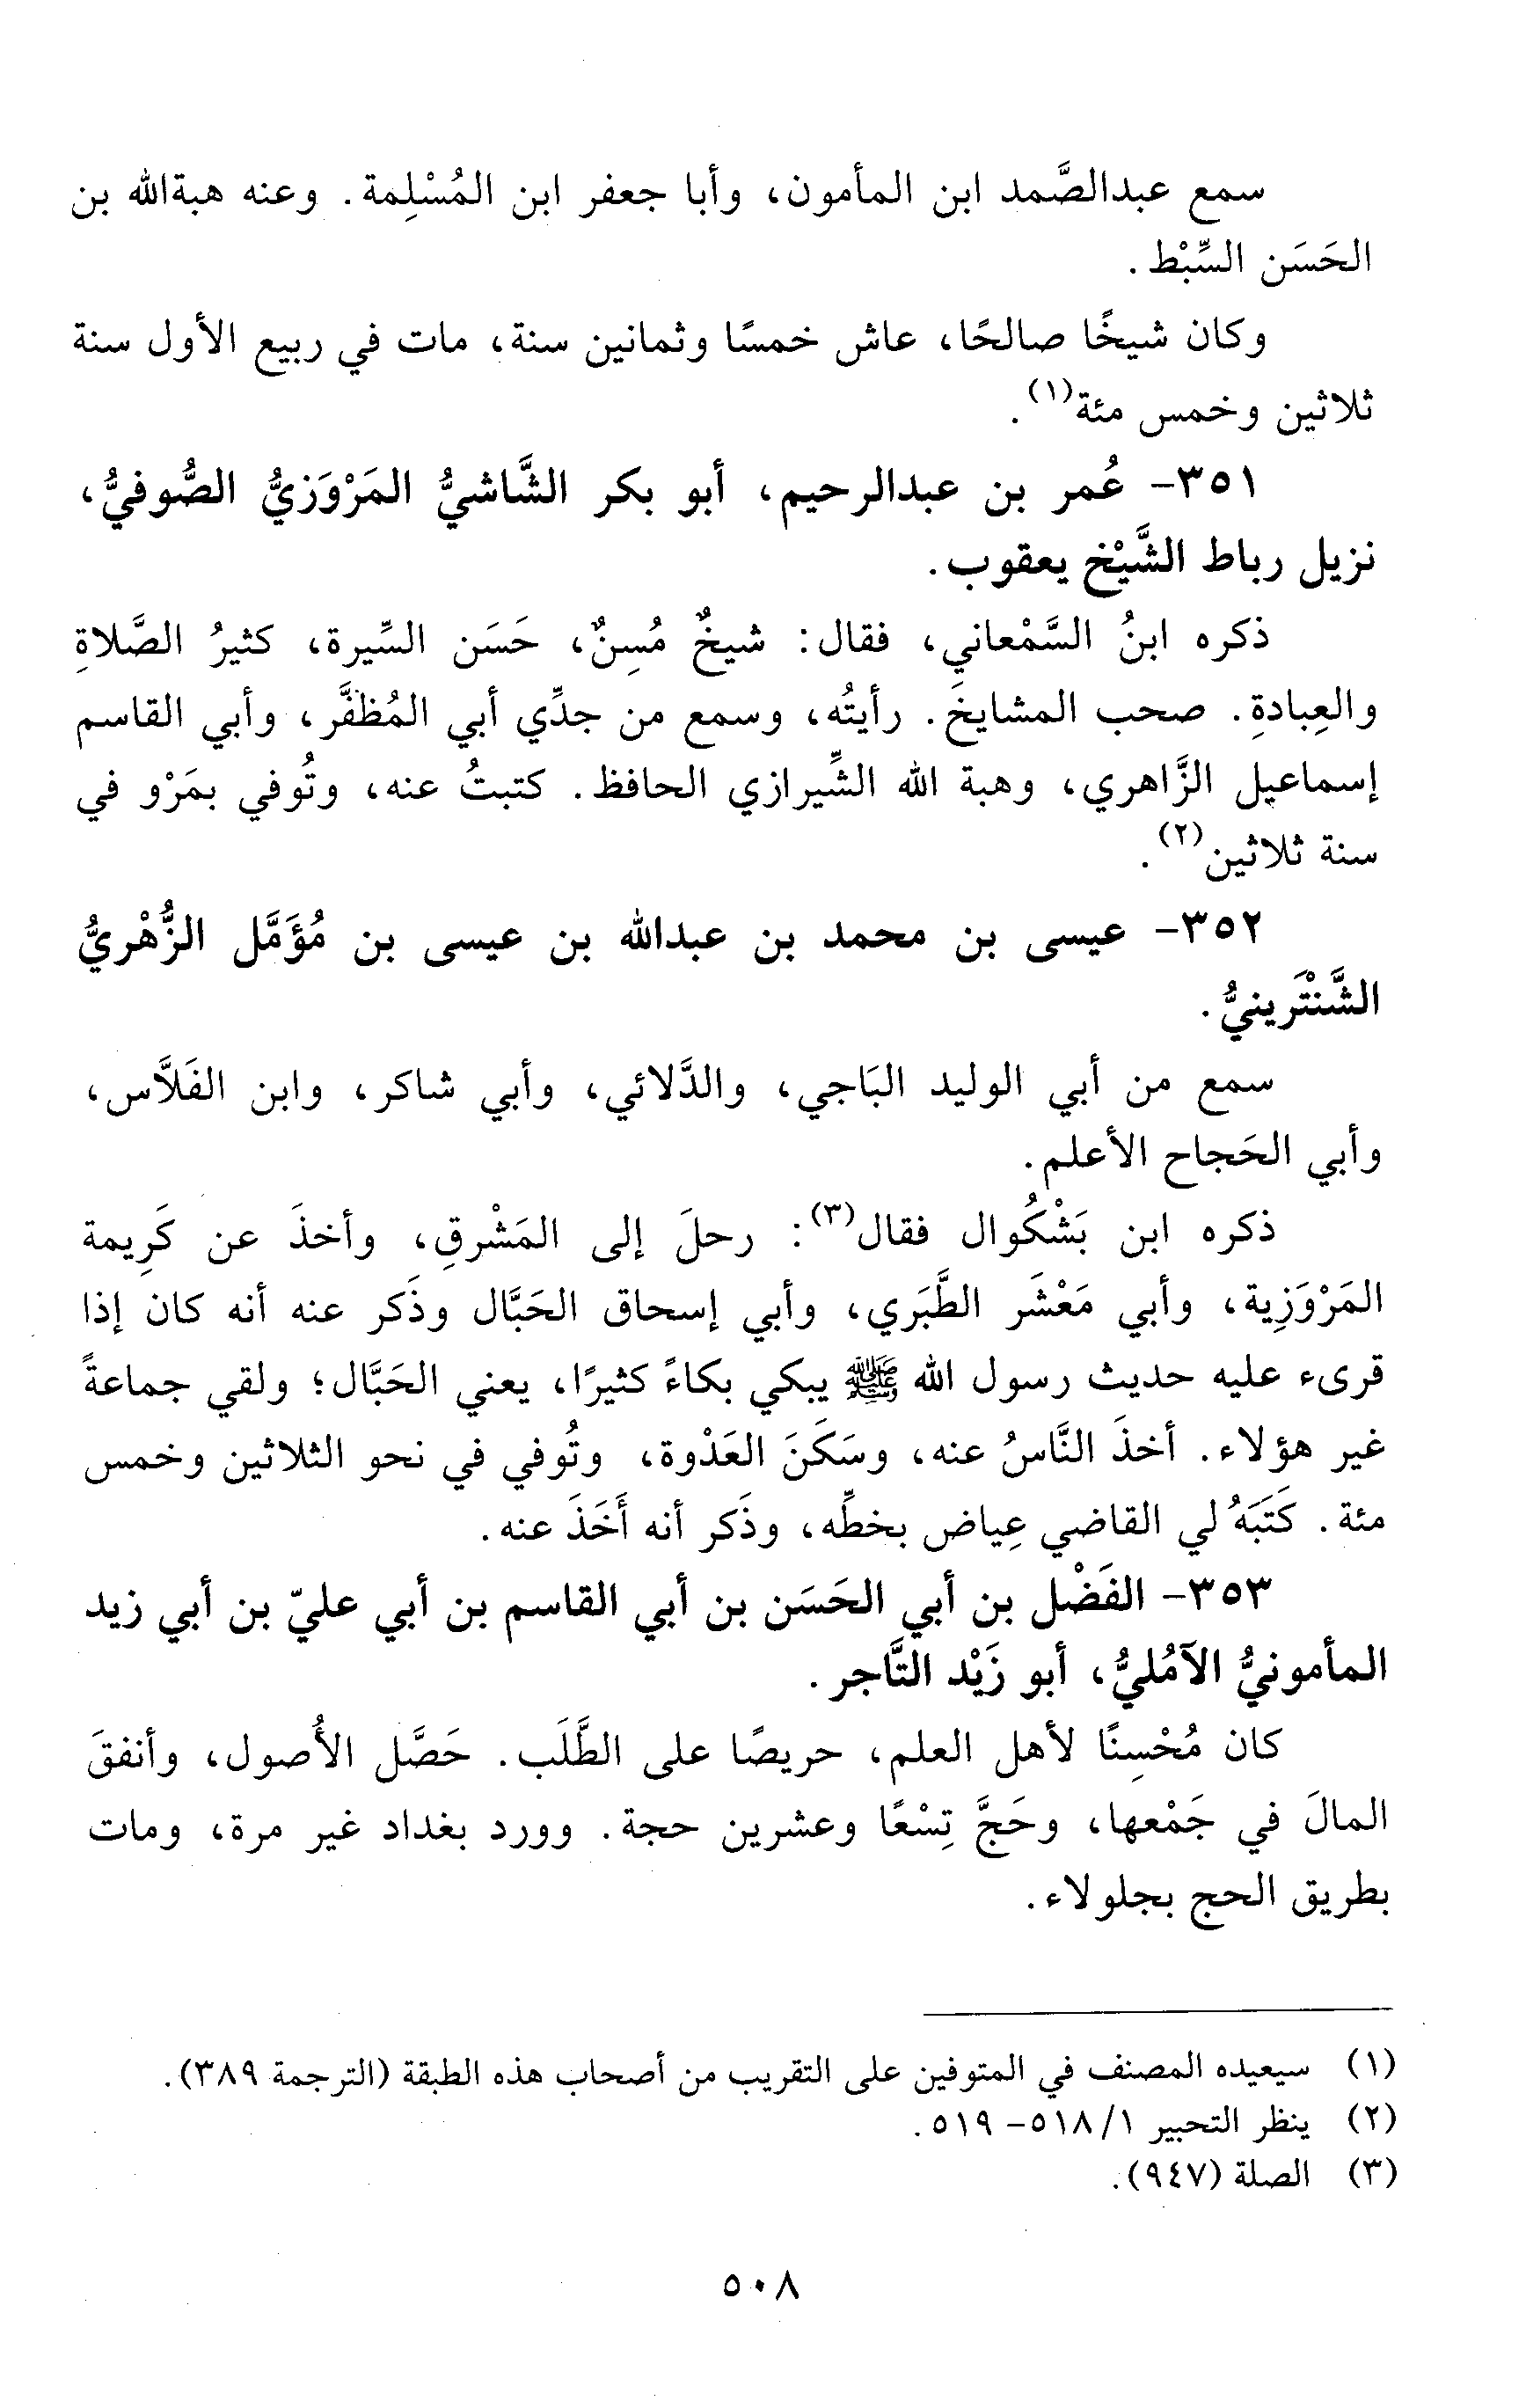 سمع عبدالصَّمد ابن المأمون، وأبا جعفر ابن المُسْلِمة. وعنه هبةالله بن
الحَسَن السِّبْط.
وكان شيخًا صالحًا، عاش خمسًا وثمانين سنة، مات في ربيع الأول سنة
ثلاثين وخمس مئة(١).
٣٥١- عُمر بن عبدالرحيم، أبو بكر الشَّاشيُّ المَرْوَزيُّ الصُّوفيُّ،
نزيل رباط الشَّيْخ يعقوب.
ذكره ابنُ السَّمْعاني، فقال: شيخٌ مُسِنٌ، حَسَن السِّيرة، كثيرُ الصَّلاةِ
والعِبادةِ. صحب المشايخَ. رأيتُه، وسمع من جدِّي أبي المُظفَّر، وأبي القاسم
إسماعيل الزَّاهري، وهبة الله الشِّيرازي الحافظ. كتبتُ عنه، وتُوفي بمَرْو في
سنة ثلاثين(٢).
٣٥٢- عيسى بن محمد بن عبدالله بن عيسى بن مُؤَمَّل الزُّهْريُّ
الشَّنْتَرينيُّ.
سمع من أبي الوليد البَاجي، والدَّلائي، وأبي شاكر، وابن الفَلاَّس،
وأبي الحَجاح الأعلم.
ذكره ابن بَشْكُوال فقال(٣): رحلَ إلى المَشْرقِ، وأخذَ عن كَرِيمة
المَرْوَزِية، وأبي مَعْشَر الطَّبَري، وأبي إسحاق الحَبَّال وذَكر عنه أنه كان إذا
قرىء عليه حديث رسول الله ﷺ يبكي بكاءً كثيرًا، يعني الحَبَّال؛ ولقي جماعةً
غير هؤلاء. أخذَ النَّاسُ عنه، وسَكَنَ العَدْوة، وتُوفي في نحو الثلاثين وخمس
مئة. كَتَبَهُ لي القاضي عِياض بخطِّه، وذَكر أنه أَخَذَ عنه.
٣٥٣- الفَضْل بن أبي الحَسَن بن أبي القاسم بن أبي عليّ بن أبي زيد
المأمونيُّ الآمُليُّ، أبو زَيْد التَّاجر.
كان مُحْسِنًا لأهل العلم، حريصًا على الطَّلَب. حَصَّل الأُصول، وأنفقَ
المالَ في جَمْعها، وحَجَّ تِسْعًا وعشرين حجة. وورد بغداد غير مرة، ومات
بطريق الحج بجلولاء.
(١) سيعيده المصنف في المتوفين على التقريب من أصحاب هذه الطبقة (الترجمة ٣٨٩).
(٢) ينظر التحبير ١/ ٥١٨- ٥١٩.
(٣) الصلة (٩٤٧).
٥٠٨